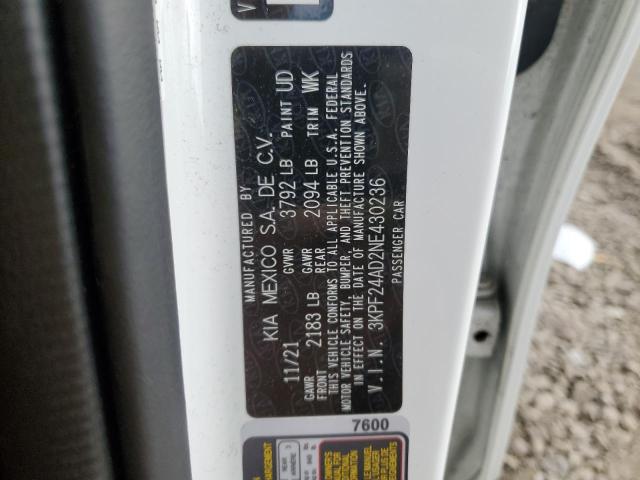 MANUFACTURED BY
KIA MEXICO S.A. DE C.V.
11/21 GVWR 3792 LB PAINT UD
GAWR FRONT 2183 LB GAWR REAR 2094 LB TRIM WK
THIS VEHICLE CONFORMS TO ALL APPLICABLE U.S.A. FEDERAL
MOTOR VEHICLE SAFETY, BUMPER, AND THEFT PREVENTION STANDARDS
IN EFFECT ON THE DATE OF MANUFACTURE SHOWN ABOVE.
V.I.N. 3KPF24AD2NE430236
PASSENGER CAR
7600